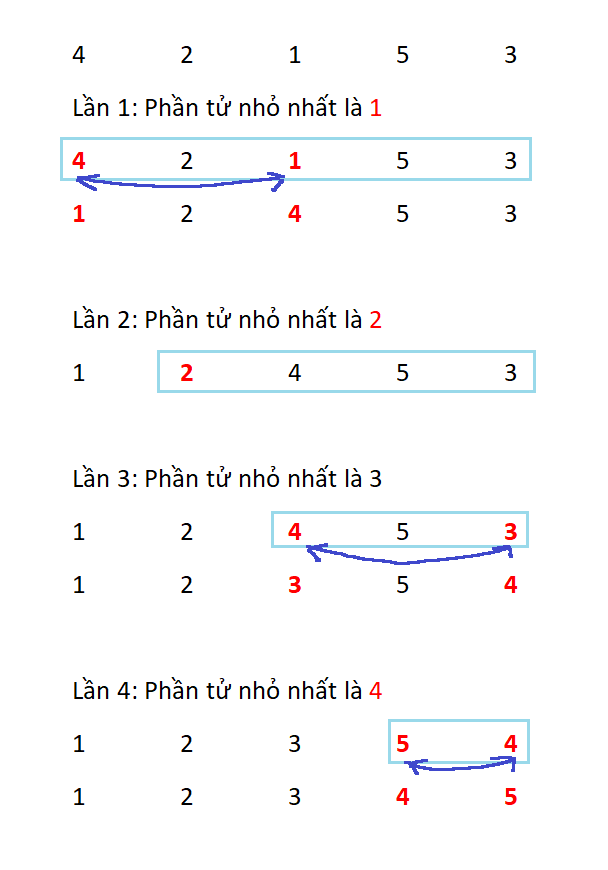 4 2 1 5 3
Lần 1: Phần tử nhỏ nhất là 1
4 2 1 5 3
1 2 4 5 3
Lần 2: Phần tử nhỏ nhất là 2
1 2 4 5 3
Lần 3: Phần tử nhỏ nhất là 3
1 2 4 5 3
1 2 3 5 4
Lần 4: Phần tử nhỏ nhất là 4
1 2 3 5 4
1 2 3 4 5